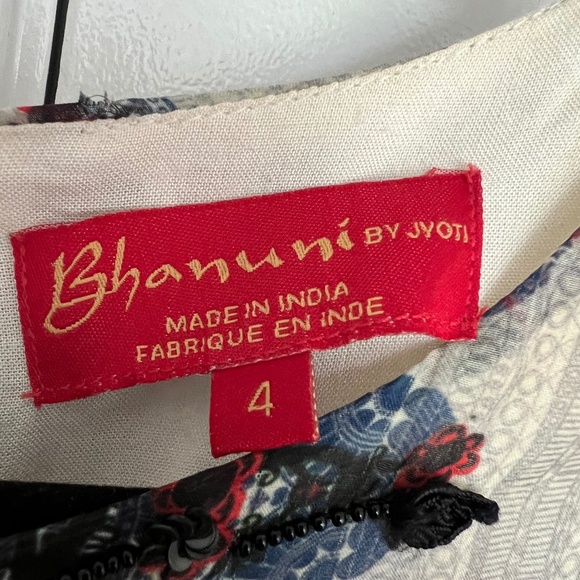 Bhanuni BY JYOTI
MADE IN INDIA
FABRIQUE EN INDE
4